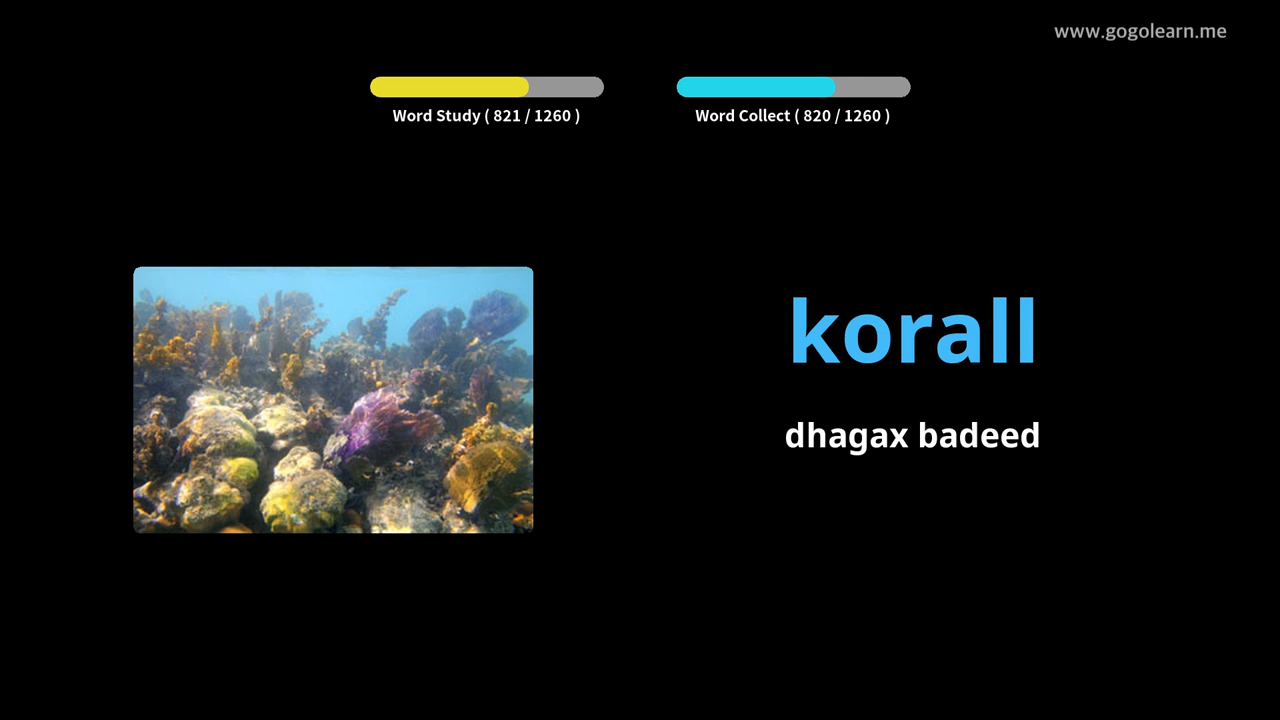 www.gogolearn.me
Word Study ( 821 / 1260 )
Word Collect ( 820 / 1260 )
korall
dhagax badeed